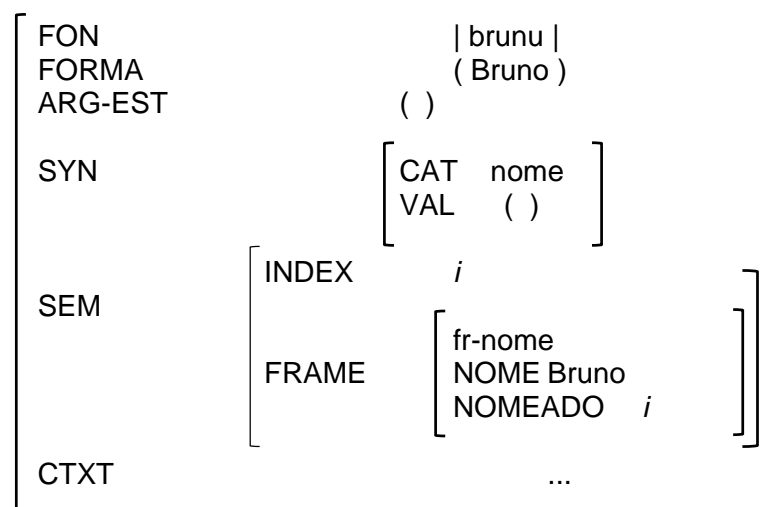 FON | brunu |
FORMA ( Bruno )
ARG-EST ( )
SYN CAT nome
VAL ( )
INDEX i
SEM
fr-nome
FRAME NOME Bruno
NOMEADO i
CTXT ...